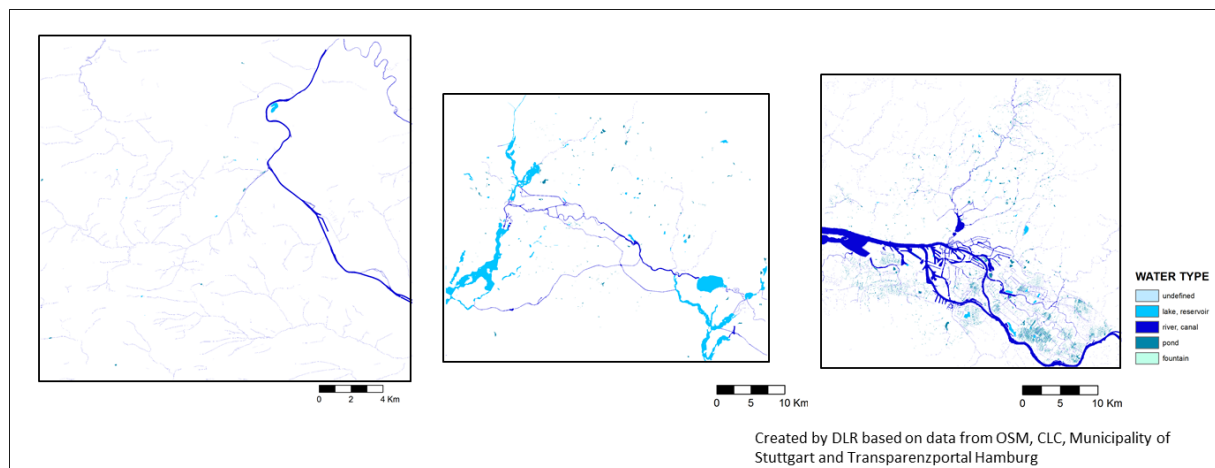 WATER TYPE
undefined
lake, reservoir
river, canal
pond
fountain
0 2 4 Km
0 5 10 Km
0 5 10 Km
Created by DLR based on data from OSM, CLC, Municipality of
Stuttgart and Transparenzportal Hamburg